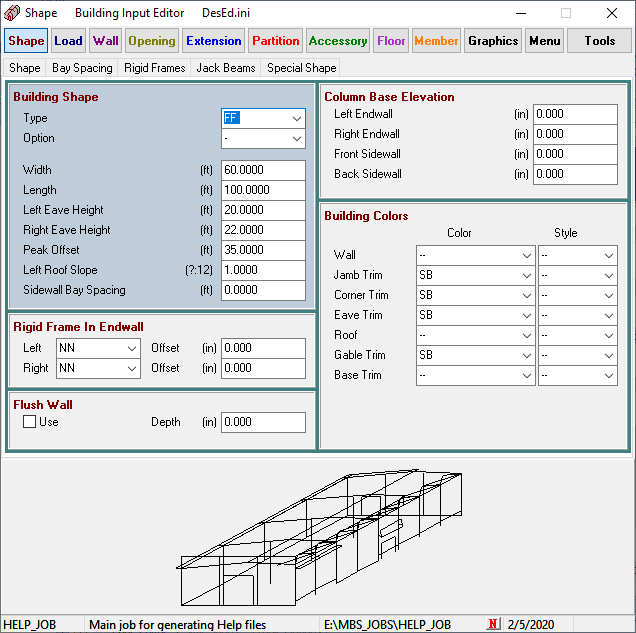 Shape Building Input Editor DesEd.ini
Shape Load Wall Opening Extension Partition Accessory Floor Member Graphics Menu Tools
Shape Bay Spacing Rigid Frames Jack Beams Special Shape
Building Shape
Type FF
Option -
Width (ft) 60.0000
Length (ft) 100.0000
Left Eave Height (ft) 20.0000
Right Eave Height (ft) 22.0000
Peak Offset (ft) 35.0000
Left Roof Slope (?:12) 1.0000
Sidewall Bay Spacing (ft) 0.0000
Rigid Frame In Endwall
Left NN Offset (in) 0.000
Right NN Offset (in) 0.000
Flush Wall
Use Depth (in) 0.000
Column Base Elevation
Left Endwall (in) 0.000
Right Endwall (in) 0.000
Front Sidewall (in) 0.000
Back Sidewall (in) 0.000
Building Colors
Color Style
Wall -- --
Jamb Trim SB --
Corner Trim SB --
Eave Trim SB --
Roof -- --
Gable Trim SB --
Base Trim -- --
HELP_JOB Main job for generating Help files E:\MBS_JOBS\HELP_JOB N 2/5/2020